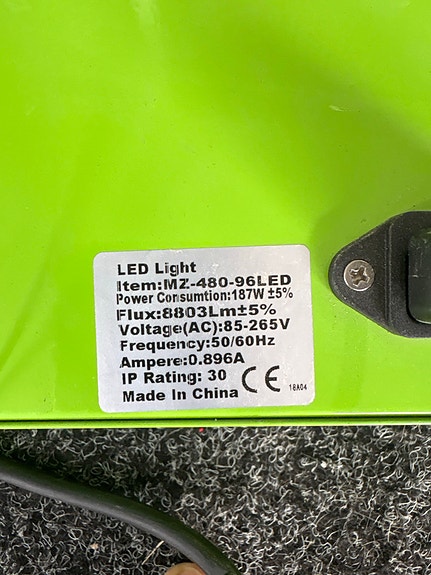 LED Light
Item:MZ-480-96LED
Power Consumtion:187W ±5%
Flux:8803Lm±5%
Voltage(AC):85-265V
Frequency:50/60Hz
Ampere:0.896A
IP Rating: 30
Made In China
CE
18A04